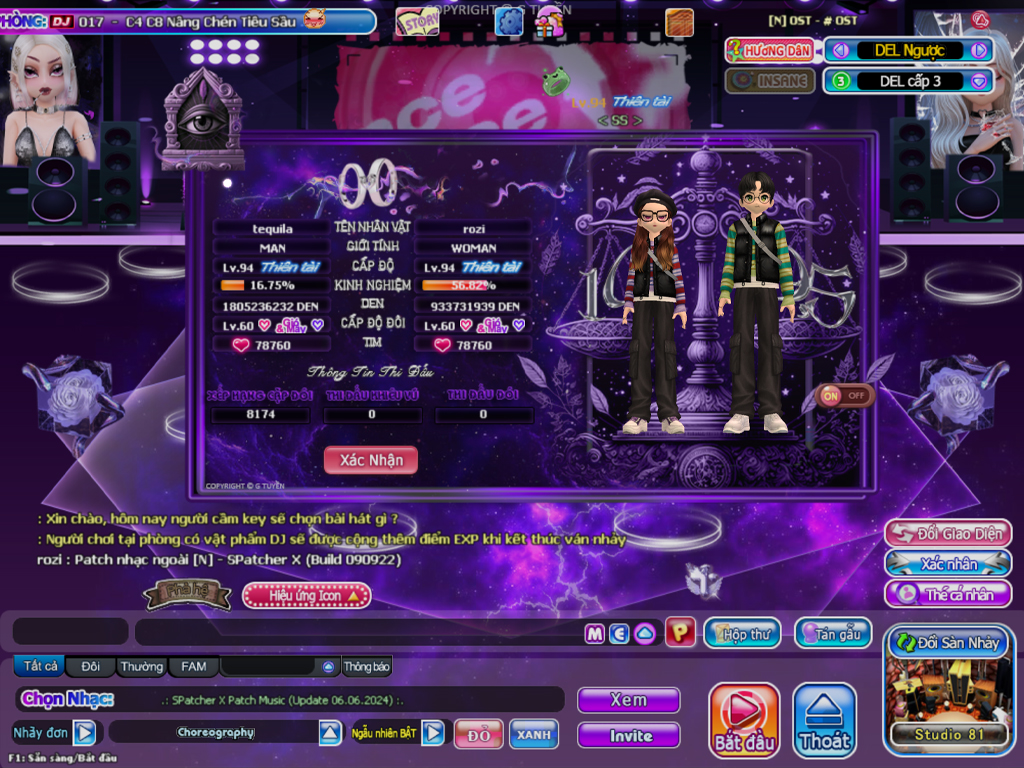 PHÒNG: DJ 017 - C4 C8 Nâng Chén Tiêu Sầu
STORY
COPYRIGHT © G TUYỀN
[N] OST - # OST
HƯỚNG DẪN
DEL Ngược
INSANE
3 DEL cấp 3
Lv.94 Thiên tài
< SS >
00
tequila TÊN NHÂN VẬT rozi
MAN GIỚI TÍNH WOMAN
Lv.94 Thiên tài CẤP ĐỘ Lv.94 Thiên tài
16.75% KINH NGHIỆM 56.82%
1805236232 DEN DEN 933731939 DEN
Lv.60 Gió & Mây CẤP ĐỘ ĐÔI Lv.60 Gió & Mây
78760 TIM 78760
Thông Tin Thi Đấu
XẾP HẠNG CẶP ĐÔI THI ĐẤU KHIÊU VŨ THI ĐẤU ĐÔI
8174 0 0
ON OFF
Xác Nhận
COPYRIGHT © G TUYỀN
: Xin chào, hôm nay người cầm key sẽ chọn bài hát gì ?
: Người chơi tại phòng có vật phẩm DJ sẽ được cộng thêm điểm EXP khi kết thúc ván nhảy
rozi : Patch nhạc ngoài [N] - SPatcher X (Build 090922)
Đổi Giao Diện
Xác nhân
Thẻ cá nhân
Phả hệ
Hiệu ứng Icon
M E P Hộp thư Tán gẫu
Đổi Sàn Nhảy
Tất cả Đôi Thường FAM Thông báo
Chọn Nhạc: .: SPatcher X Patch Music (Update 06.06.2024) :.
Xem
Nhảy đơn Choreography Ngẫu nhiên BẬT ĐỎ XANH
Invite
Bắt đầu
Thoát
Studio 81
F1: Sẵn sàng/Bắt đầu